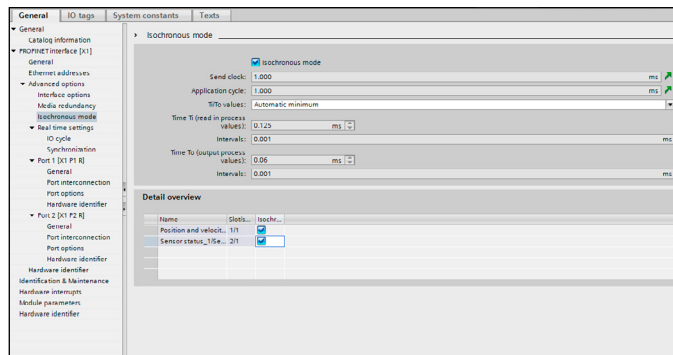 General
IO tags
System constants
Texts
General
Catalog information
PROFINET interface [X1]
General
Ethernet addresses
Advanced options
Interface options
Media redundancy
Isochronous mode
Real time settings
IO cycle
Synchronization
Port 1 [X1 P1 R]
General
Port interconnection
Port options
Hardware identifier
Port 2 [X1 P2 R]
General
Port interconnection
Port options
Hardware identifier
Hardware identifier
Identification & Maintenance
Hardware interrupts
Module parameters
Hardware identifier
Isochronous mode
Isochronous mode
Send clock: 1.000 ms
Application cycle: 1.000 ms
Ti/To values: Automatic minimum
Time Ti (read in process
values): 0.125 ms
Intervals: 0.001 ms
Time To (output process
values): 0.06 ms
Intervals: 0.001 ms
Detail overview
Name Slot/s... Isochr...
Position and velocit... 1/1
Sensor status_1/Se... 2/1